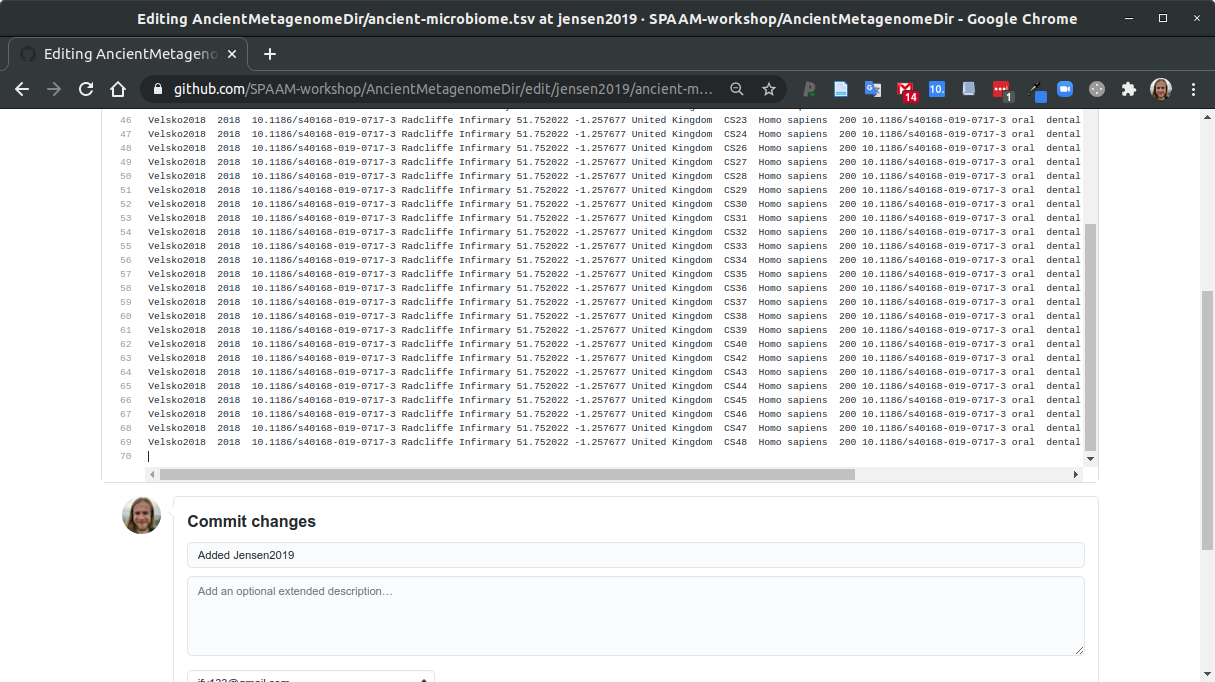 Editing AncientMetagenomeDir/ancient-microbiome.tsv at jensen2019 · SPAAM-workshop/AncientMetagenomeDir - Google Chrome
Editing AncientMetageno
github.com/SPAAM-workshop/AncientMetagenomeDir/edit/jensen2019/ancient-m...
14
10.
1
46 Velsko2018 2018 10.1186/s40168-019-0717-3 Radcliffe Infirmary 51.752022 -1.257677 United Kingdom CS23 Homo sapiens 200 10.1186/s40168-019-0717-3 oral dental
47 Velsko2018 2018 10.1186/s40168-019-0717-3 Radcliffe Infirmary 51.752022 -1.257677 United Kingdom CS24 Homo sapiens 200 10.1186/s40168-019-0717-3 oral dental
48 Velsko2018 2018 10.1186/s40168-019-0717-3 Radcliffe Infirmary 51.752022 -1.257677 United Kingdom CS26 Homo sapiens 200 10.1186/s40168-019-0717-3 oral dental
49 Velsko2018 2018 10.1186/s40168-019-0717-3 Radcliffe Infirmary 51.752022 -1.257677 United Kingdom CS27 Homo sapiens 200 10.1186/s40168-019-0717-3 oral dental
50 Velsko2018 2018 10.1186/s40168-019-0717-3 Radcliffe Infirmary 51.752022 -1.257677 United Kingdom CS28 Homo sapiens 200 10.1186/s40168-019-0717-3 oral dental
51 Velsko2018 2018 10.1186/s40168-019-0717-3 Radcliffe Infirmary 51.752022 -1.257677 United Kingdom CS29 Homo sapiens 200 10.1186/s40168-019-0717-3 oral dental
52 Velsko2018 2018 10.1186/s40168-019-0717-3 Radcliffe Infirmary 51.752022 -1.257677 United Kingdom CS30 Homo sapiens 200 10.1186/s40168-019-0717-3 oral dental
53 Velsko2018 2018 10.1186/s40168-019-0717-3 Radcliffe Infirmary 51.752022 -1.257677 United Kingdom CS31 Homo sapiens 200 10.1186/s40168-019-0717-3 oral dental
54 Velsko2018 2018 10.1186/s40168-019-0717-3 Radcliffe Infirmary 51.752022 -1.257677 United Kingdom CS32 Homo sapiens 200 10.1186/s40168-019-0717-3 oral dental
55 Velsko2018 2018 10.1186/s40168-019-0717-3 Radcliffe Infirmary 51.752022 -1.257677 United Kingdom CS33 Homo sapiens 200 10.1186/s40168-019-0717-3 oral dental
56 Velsko2018 2018 10.1186/s40168-019-0717-3 Radcliffe Infirmary 51.752022 -1.257677 United Kingdom CS34 Homo sapiens 200 10.1186/s40168-019-0717-3 oral dental
57 Velsko2018 2018 10.1186/s40168-019-0717-3 Radcliffe Infirmary 51.752022 -1.257677 United Kingdom CS35 Homo sapiens 200 10.1186/s40168-019-0717-3 oral dental
58 Velsko2018 2018 10.1186/s40168-019-0717-3 Radcliffe Infirmary 51.752022 -1.257677 United Kingdom CS36 Homo sapiens 200 10.1186/s40168-019-0717-3 oral dental
59 Velsko2018 2018 10.1186/s40168-019-0717-3 Radcliffe Infirmary 51.752022 -1.257677 United Kingdom CS37 Homo sapiens 200 10.1186/s40168-019-0717-3 oral dental
60 Velsko2018 2018 10.1186/s40168-019-0717-3 Radcliffe Infirmary 51.752022 -1.257677 United Kingdom CS38 Homo sapiens 200 10.1186/s40168-019-0717-3 oral dental
61 Velsko2018 2018 10.1186/s40168-019-0717-3 Radcliffe Infirmary 51.752022 -1.257677 United Kingdom CS39 Homo sapiens 200 10.1186/s40168-019-0717-3 oral dental
62 Velsko2018 2018 10.1186/s40168-019-0717-3 Radcliffe Infirmary 51.752022 -1.257677 United Kingdom CS40 Homo sapiens 200 10.1186/s40168-019-0717-3 oral dental
63 Velsko2018 2018 10.1186/s40168-019-0717-3 Radcliffe Infirmary 51.752022 -1.257677 United Kingdom CS42 Homo sapiens 200 10.1186/s40168-019-0717-3 oral dental
64 Velsko2018 2018 10.1186/s40168-019-0717-3 Radcliffe Infirmary 51.752022 -1.257677 United Kingdom CS43 Homo sapiens 200 10.1186/s40168-019-0717-3 oral dental
65 Velsko2018 2018 10.1186/s40168-019-0717-3 Radcliffe Infirmary 51.752022 -1.257677 United Kingdom CS44 Homo sapiens 200 10.1186/s40168-019-0717-3 oral dental
66 Velsko2018 2018 10.1186/s40168-019-0717-3 Radcliffe Infirmary 51.752022 -1.257677 United Kingdom CS45 Homo sapiens 200 10.1186/s40168-019-0717-3 oral dental
67 Velsko2018 2018 10.1186/s40168-019-0717-3 Radcliffe Infirmary 51.752022 -1.257677 United Kingdom CS46 Homo sapiens 200 10.1186/s40168-019-0717-3 oral dental
68 Velsko2018 2018 10.1186/s40168-019-0717-3 Radcliffe Infirmary 51.752022 -1.257677 United Kingdom CS47 Homo sapiens 200 10.1186/s40168-019-0717-3 oral dental
69 Velsko2018 2018 10.1186/s40168-019-0717-3 Radcliffe Infirmary 51.752022 -1.257677 United Kingdom CS48 Homo sapiens 200 10.1186/s40168-019-0717-3 oral dental
70
Commit changes
Added Jensen2019
Add an optional extended description…